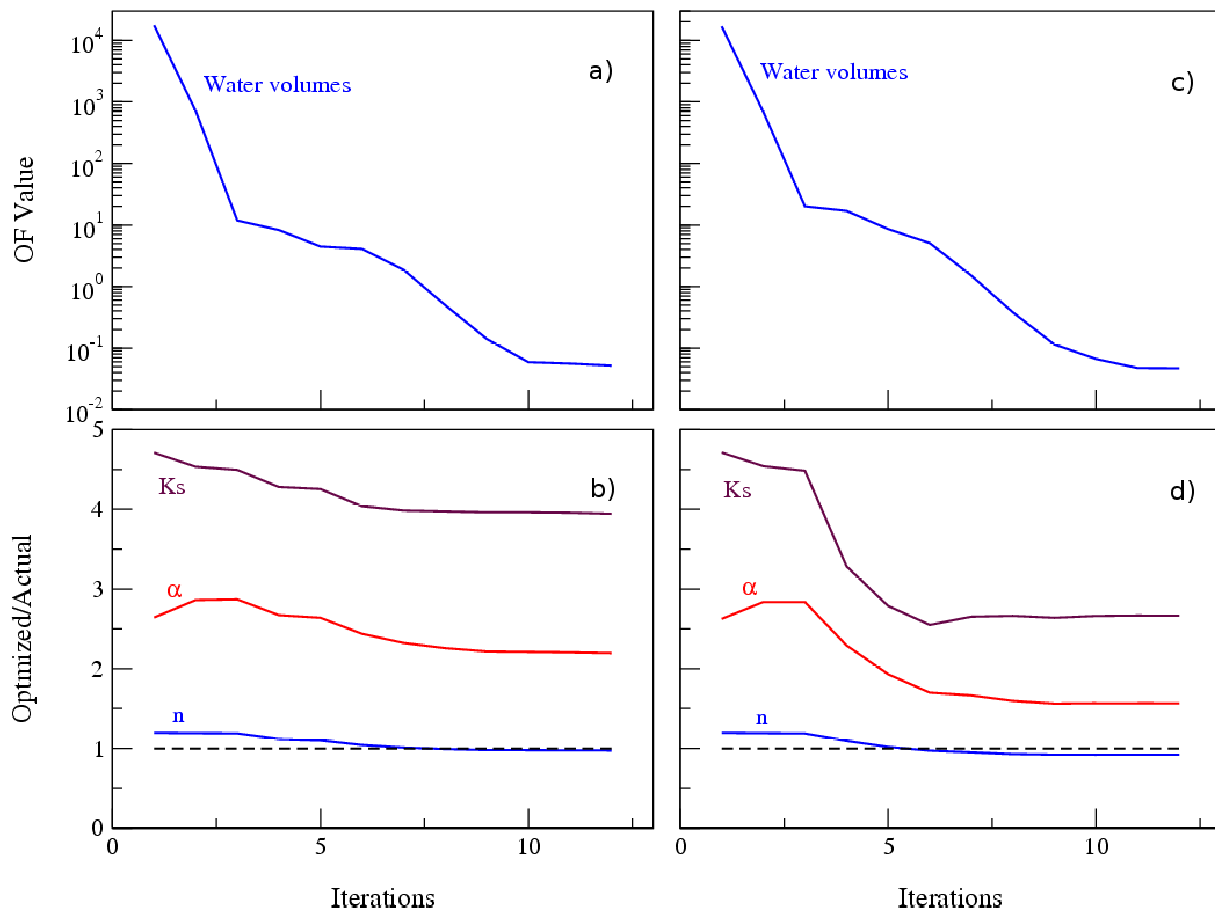 10^4
10^3
10^2
10^1
10^0
10^-1
10^-2
OF Value
Water volumes
a)
Water volumes
c)
5
4
3
2
1
0
Optimized/Actual
Ks
α
n
b)
0
5
10
Iterations
Ks
α
n
d)
0
5
10
Iterations